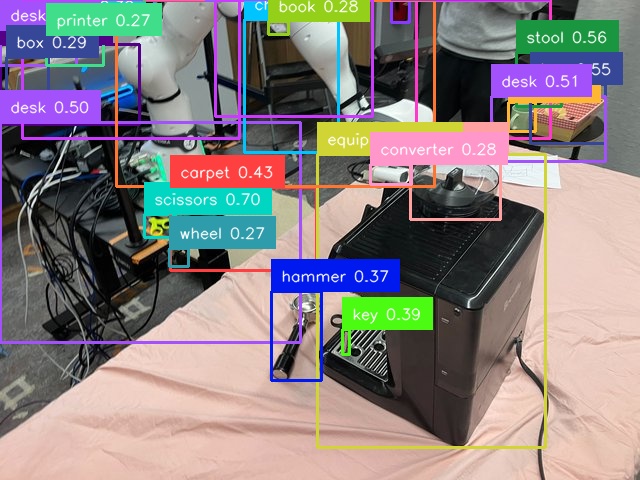 desk
book 0.28
printer 0.27
box 0.29
stool 0.56
0.55
desk 0.51
desk 0.50
equip
converter 0.28
carpet 0.43
scissors 0.70
wheel 0.27
hammer 0.37
key 0.39